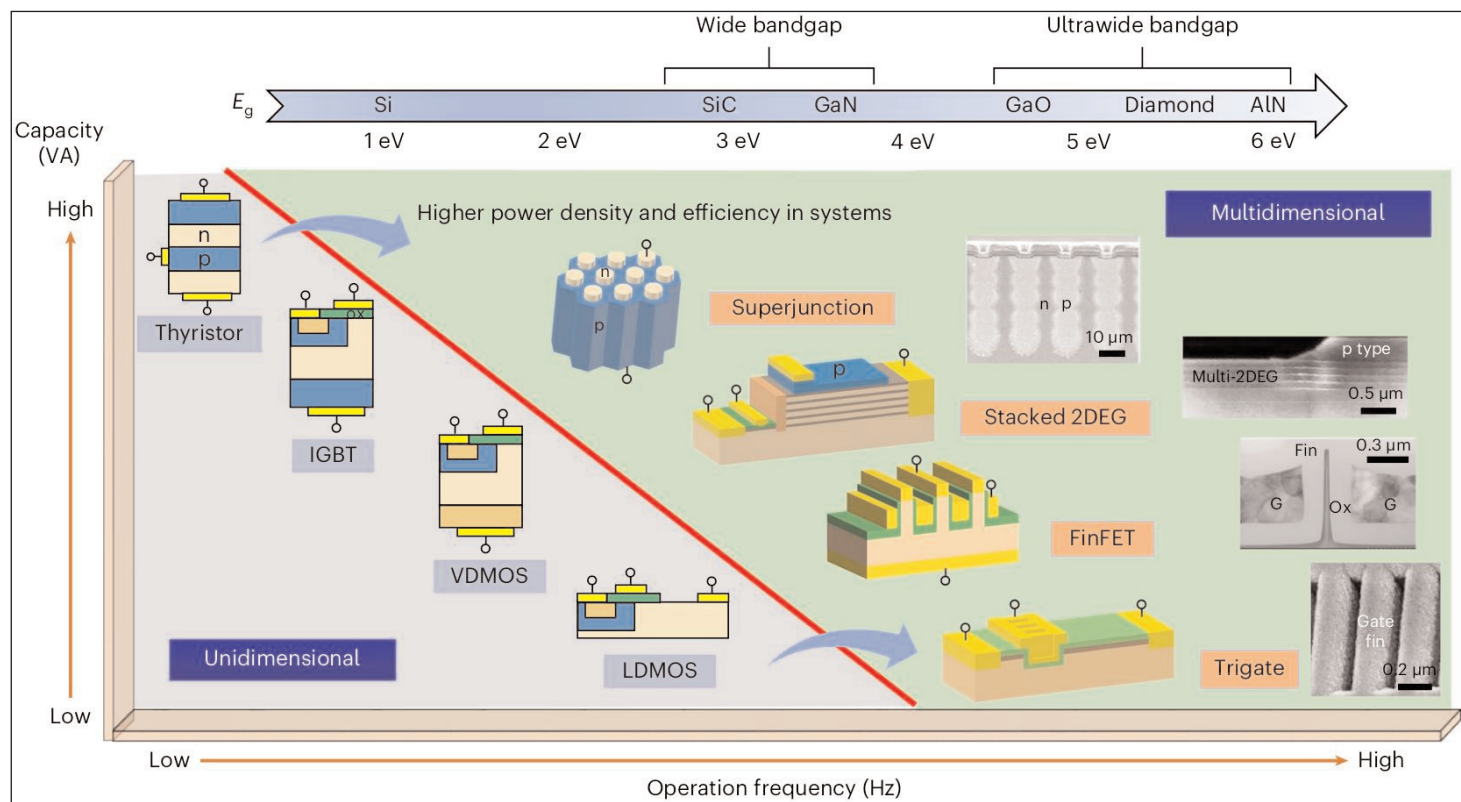 Wide bandgap
Ultrawide bandgap
Eg
Si
SiC
GaN
GaO
Diamond
AlN
1 eV
2 eV
3 eV
4 eV
5 eV
6 eV
Capacity
(VA)
High
Low
n
p
Thyristor
ox
IGBT
VDMOS
LDMOS
Unidimensional
Higher power density and efficiency in systems
Multidimensional
n
p
Superjunction
n p
10 µm
p
Stacked 2DEG
p type
Multi-2DEG
0.5 µm
FinFET
Fin
0.3 µm
G
Ox
G
Trigate
Gate
fin
0.2 µm
Low
High
Operation frequency (Hz)